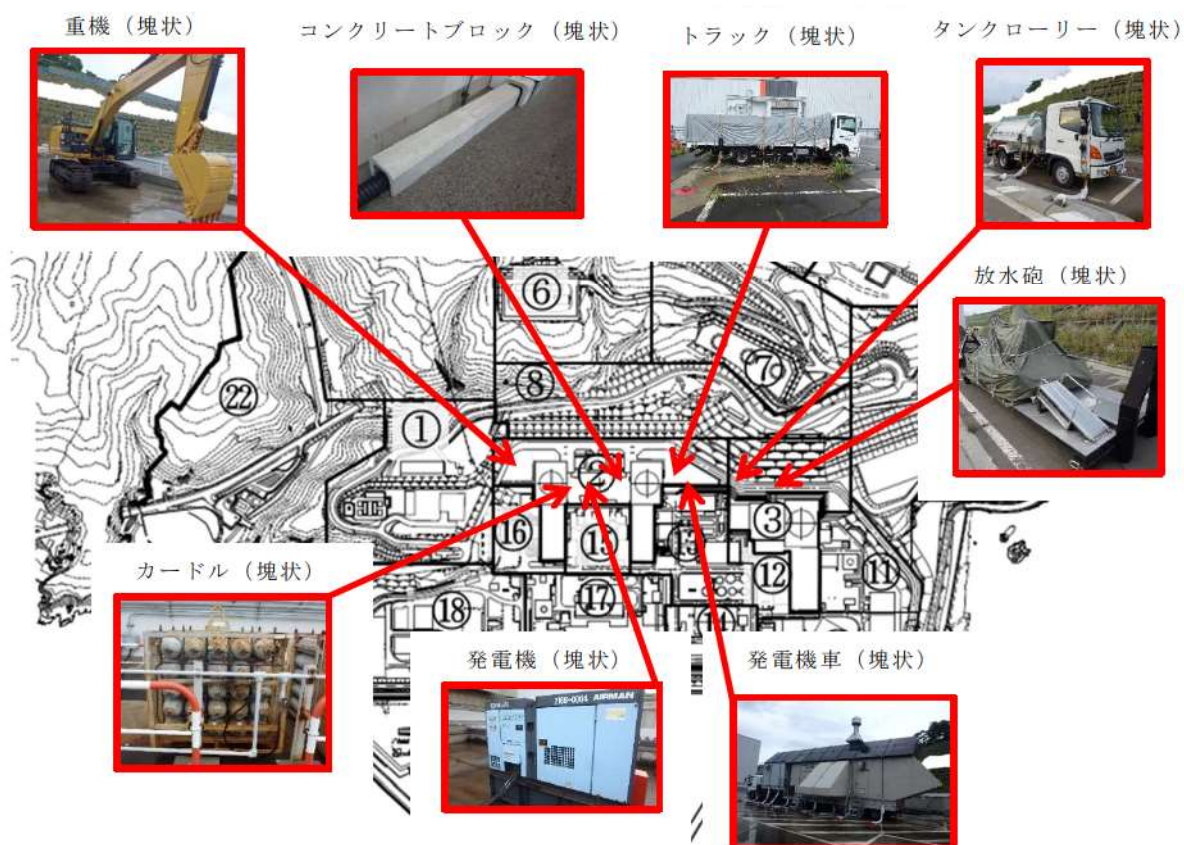 重機（塊状）
コンクリートブロック（塊状）
トラック（塊状）
タンクローリー（塊状）
放水砲（塊状）
⑥
⑦
⑧
㉒
①
②
③
⑯
⑮
⑬
⑫
⑪
⑱
⑰
⑭
カードル（塊状）
発電機（塊状）
発電機車（塊状）
AIRMAN